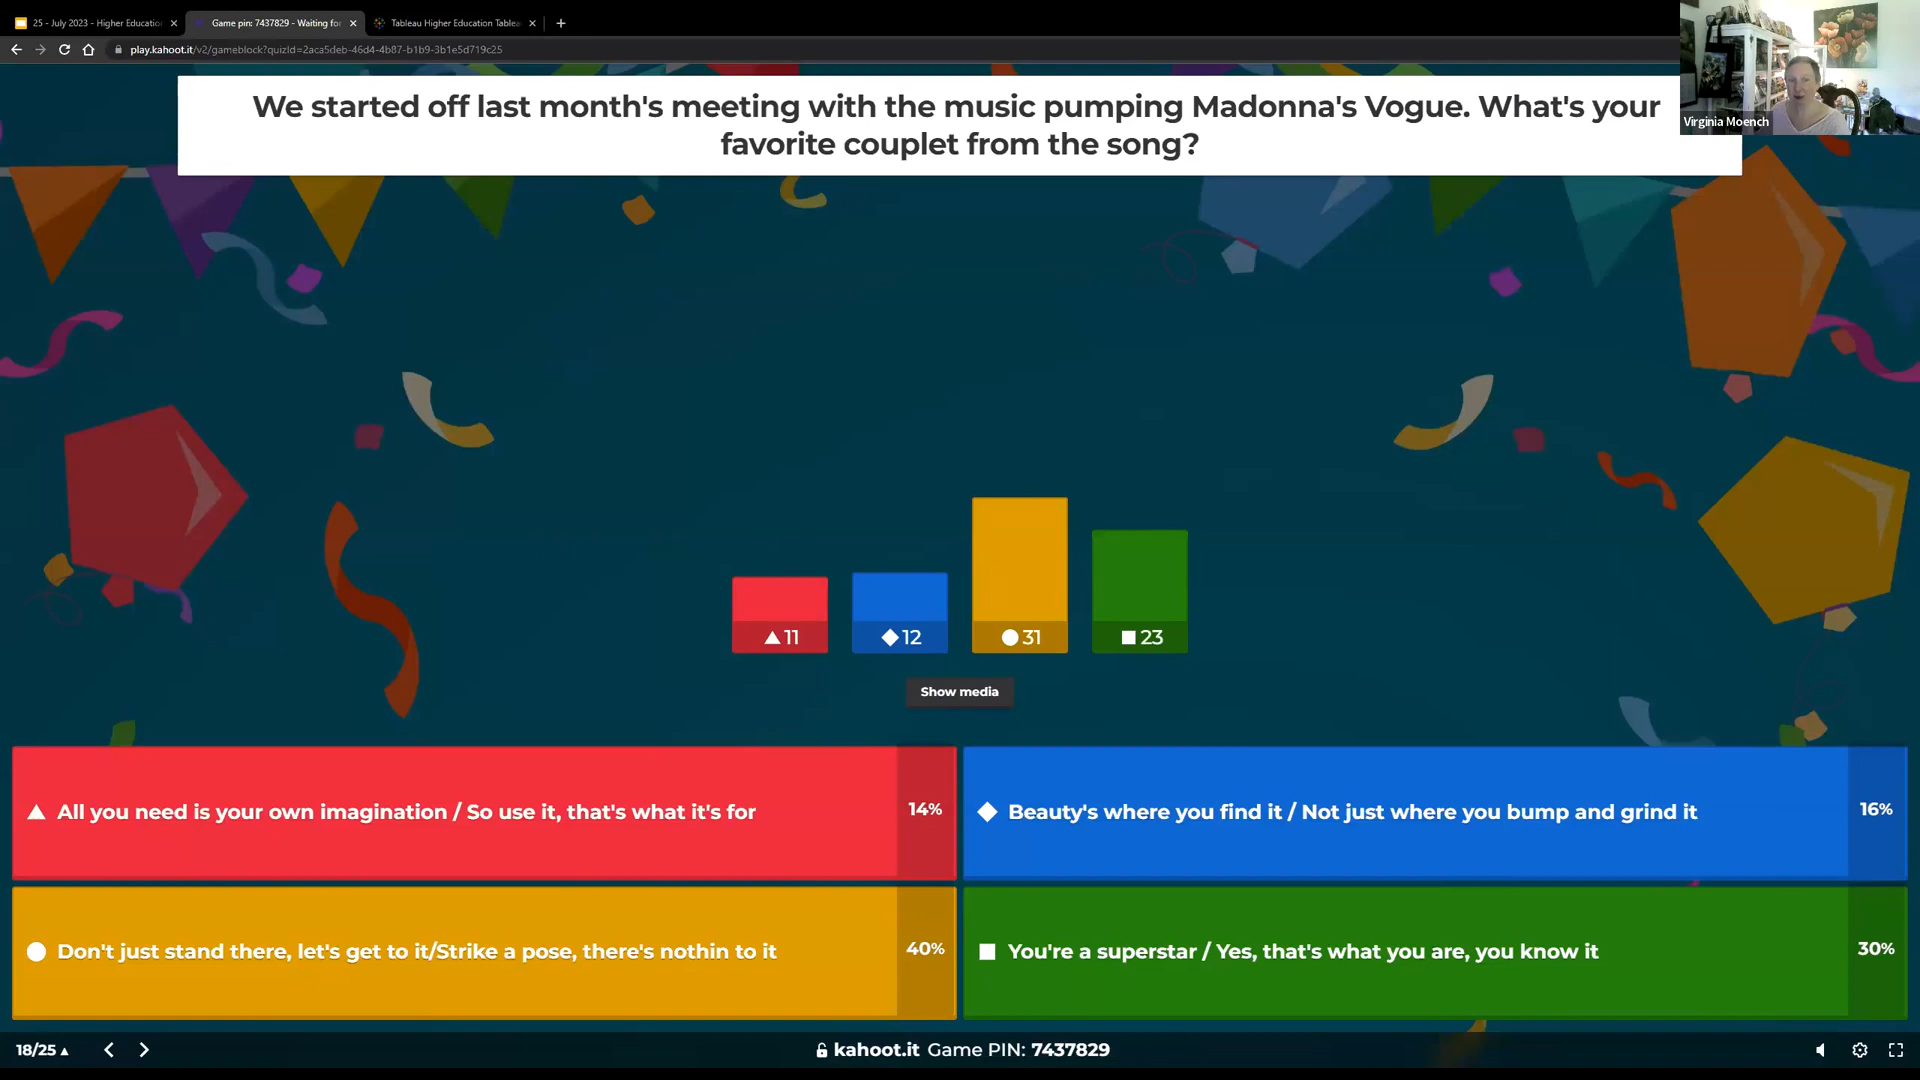 25 - July 2023 - Higher Educatio
Game pin: 7437829 - Waiting for
Tableau Higher Education Tablea
play.kahoot.it/v2/gameblock?quizId=2aca5deb-46d4-4b87-b1b9-3b1e5d719c25
We started off last month's meeting with the music pumping Madonna's Vogue. What's your
favorite couplet from the song?
Virginia Moench
11
12
31
23
Show media
All you need is your own imagination / So use it, that's what it's for
14%
Beauty's where you find it / Not just where you bump and grind it
16%
Don't just stand there, let's get to it/Strike a pose, there's nothin to it
40%
You're a superstar / Yes, that's what you are, you know it
30%
18/25
kahoot.it Game PIN: 7437829